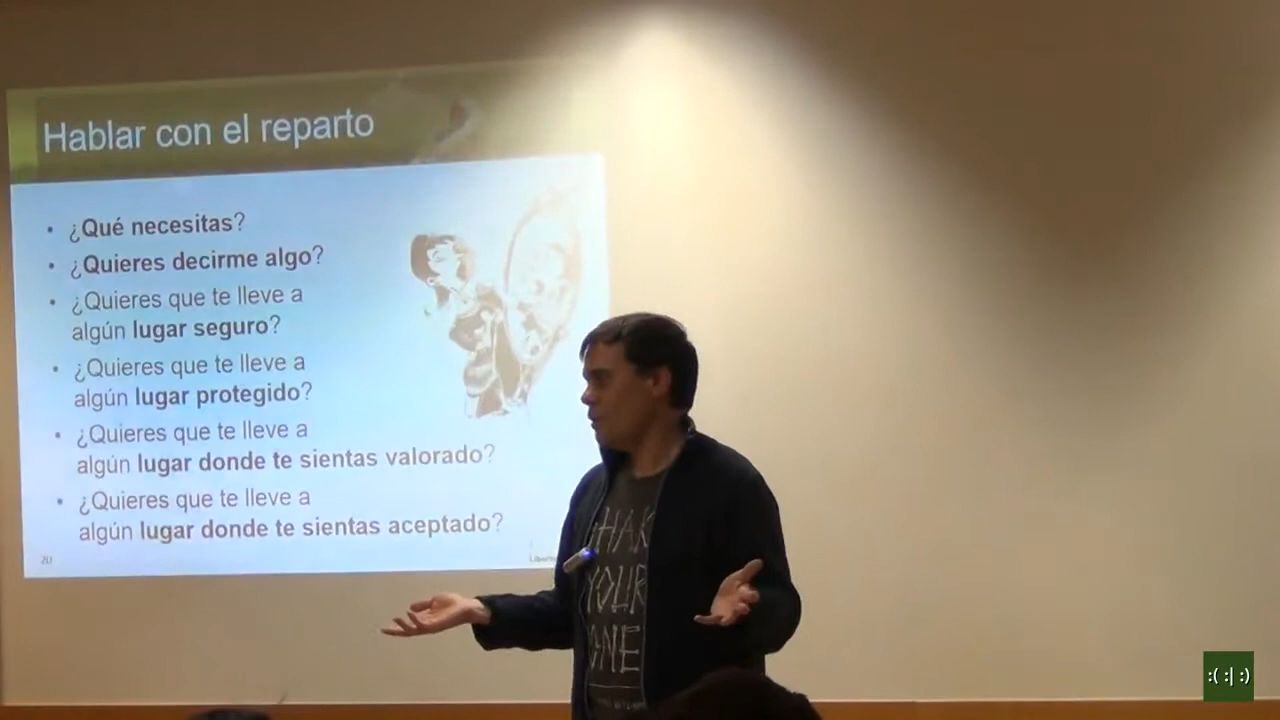 Hablar con el reparto
• ¿Qué necesitas?
• ¿Quieres decirme algo?
• ¿Quieres que te lleve a
algún lugar seguro?
• ¿Quieres que te lleve a
algún lugar protegido?
• ¿Quieres que te lleve a
algún lugar donde te sientas valorado?
• ¿Quieres que te lleve a
algún lugar donde te sientas aceptado?
20
YOUR
:( :| :)